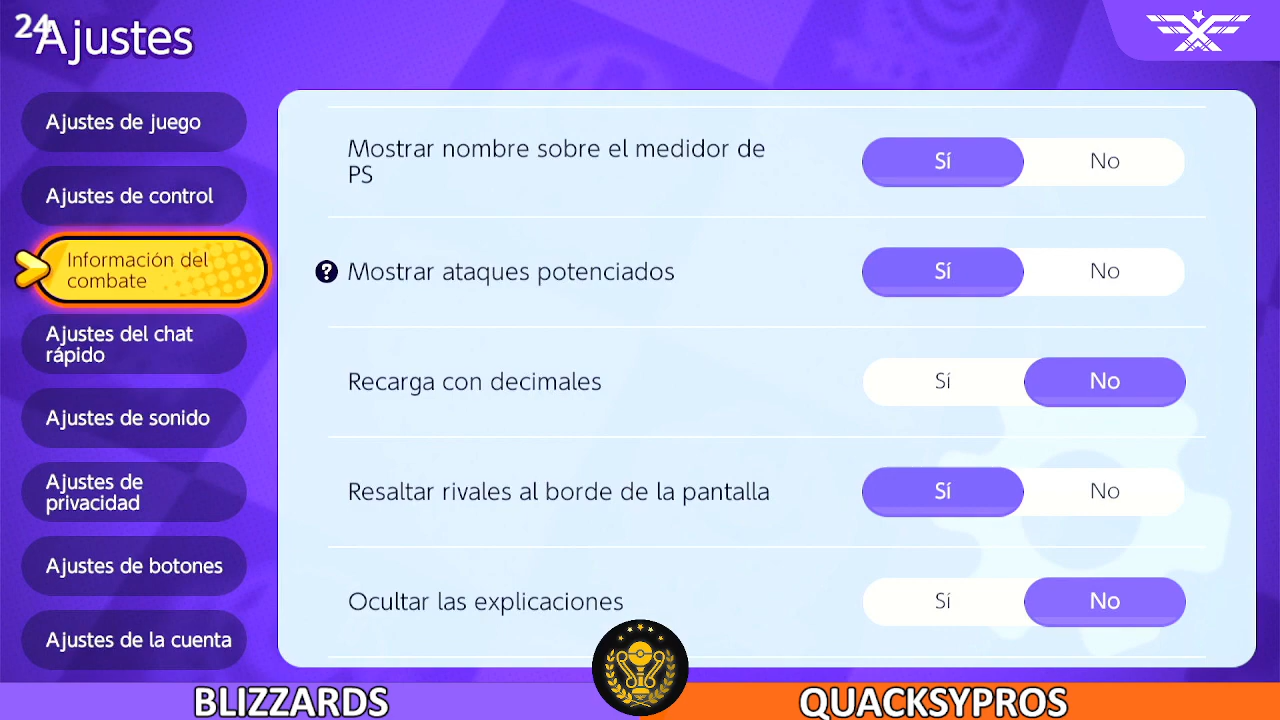 24
Ajustes
Ajustes de juego
Ajustes de control
Información del
combate
Ajustes del chat
rápido
Ajustes de sonido
Ajustes de
privacidad
Ajustes de botones
Ajustes de la cuenta
Mostrar nombre sobre el medidor de
PS
Sí No
Mostrar ataques potenciados
Sí No
Recarga con decimales
Sí No
Resaltar rivales al borde de la pantalla
Sí No
Ocultar las explicaciones
Sí No
BLIZZARDS
QUACKSYPROS